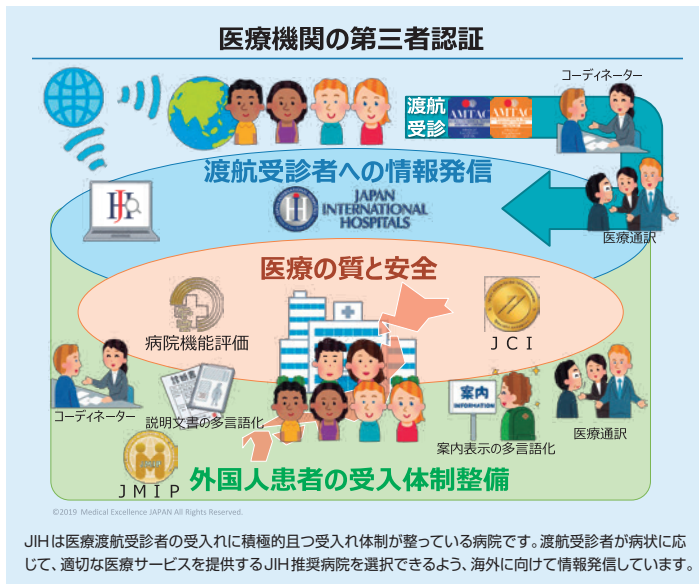 医療機関の第三者認証
コーディネーター
渡航
受診
AMTAC
AMTAC
渡航受診者への情報発信
JIH
JAPAN
INTERNATIONAL
HOSPITALS
医療通訳
医療の質と安全
病院機能評価
JCI
コーディネーター
診断書
説明文書の多言語化
案内
INFORMATION
案内表示の多言語化
医療通訳
JMIP
外国人患者の受入体制整備
©2019 Medical Excellence JAPAN All Rights Reserved.
JIHは医療渡航受診者の受入れに積極的且つ受入れ体制が整っている病院です。渡航受診者が病状に応
じて、適切な医療サービスを提供するJIH推奨病院を選択できるよう、海外に向けて情報発信しています。